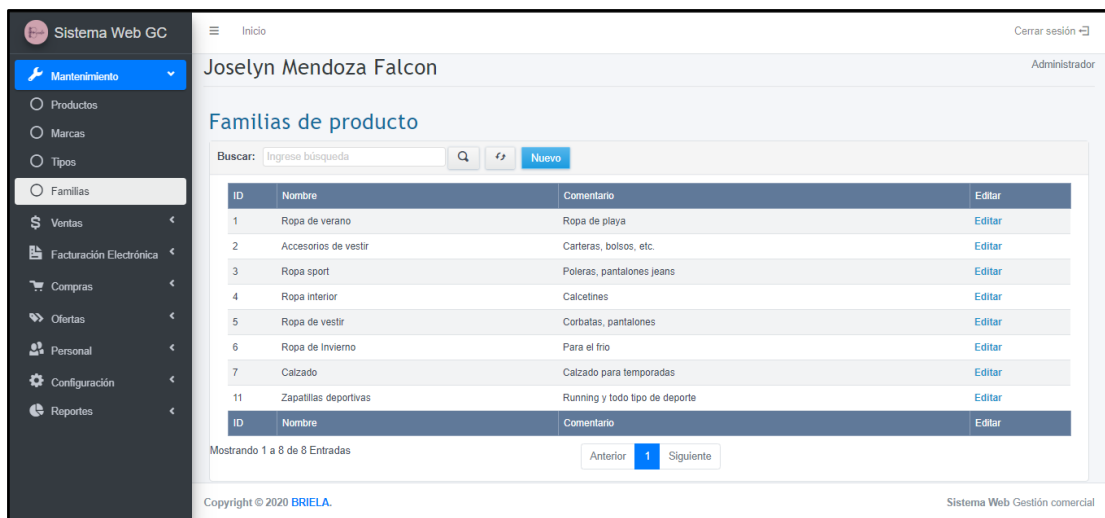 Sistema Web GC
Inicio
Cerrar sesión
Mantenimiento
Productos
Marcas
Tipos
Familias
Ventas
Facturación Electrónica
Compras
Ofertas
Personal
Configuración
Reportes
Joselyn Mendoza Falcon
Administrador
Familias de producto
Buscar: Ingrese búsqueda Nuevo
ID Nombre Comentario Editar
1 Ropa de verano Ropa de playa Editar
2 Accesorios de vestir Carteras, bolsos, etc. Editar
3 Ropa sport Poleras, pantalones jeans Editar
4 Ropa interior Calcetines Editar
5 Ropa de vestir Corbatas, pantalones Editar
6 Ropa de Invierno Para el frio Editar
7 Calzado Calzado para temporadas Editar
11 Zapatillas deportivas Running y todo tipo de deporte Editar
ID Nombre Comentario Editar
Mostrando 1 a 8 de 8 Entradas
Anterior 1 Siguiente
Copyright © 2020 BRIELA.
Sistema Web Gestión comercial